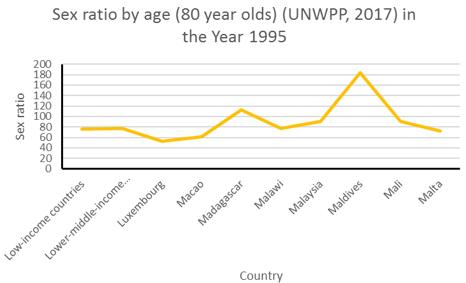 Sex ratio by age (80 year olds) (UNWPP, 2017) in
the Year 1995
200
180
160
140
120
100
80
60
40
20
0
Sex ratio
Low-income countries
Lower-middle-income...
Luxembourg
Macao
Madagascar
Malawi
Malaysia
Maldives
Mali
Malta
Country